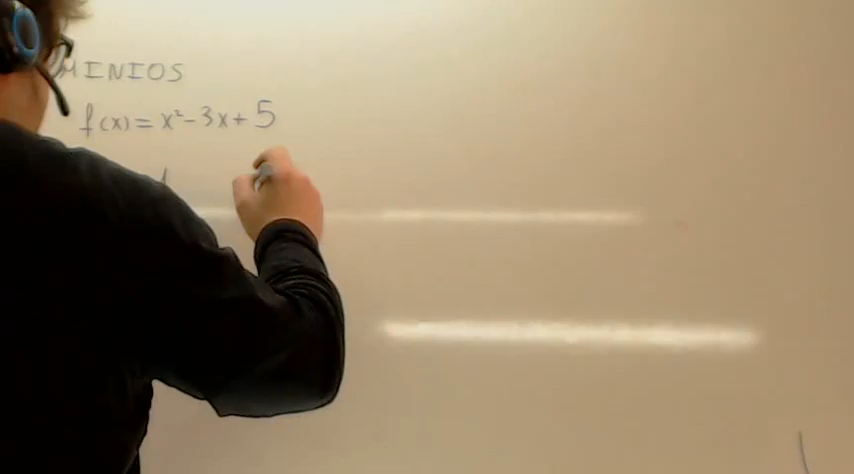 MINIOS
f(x) = x² - 3x + 5